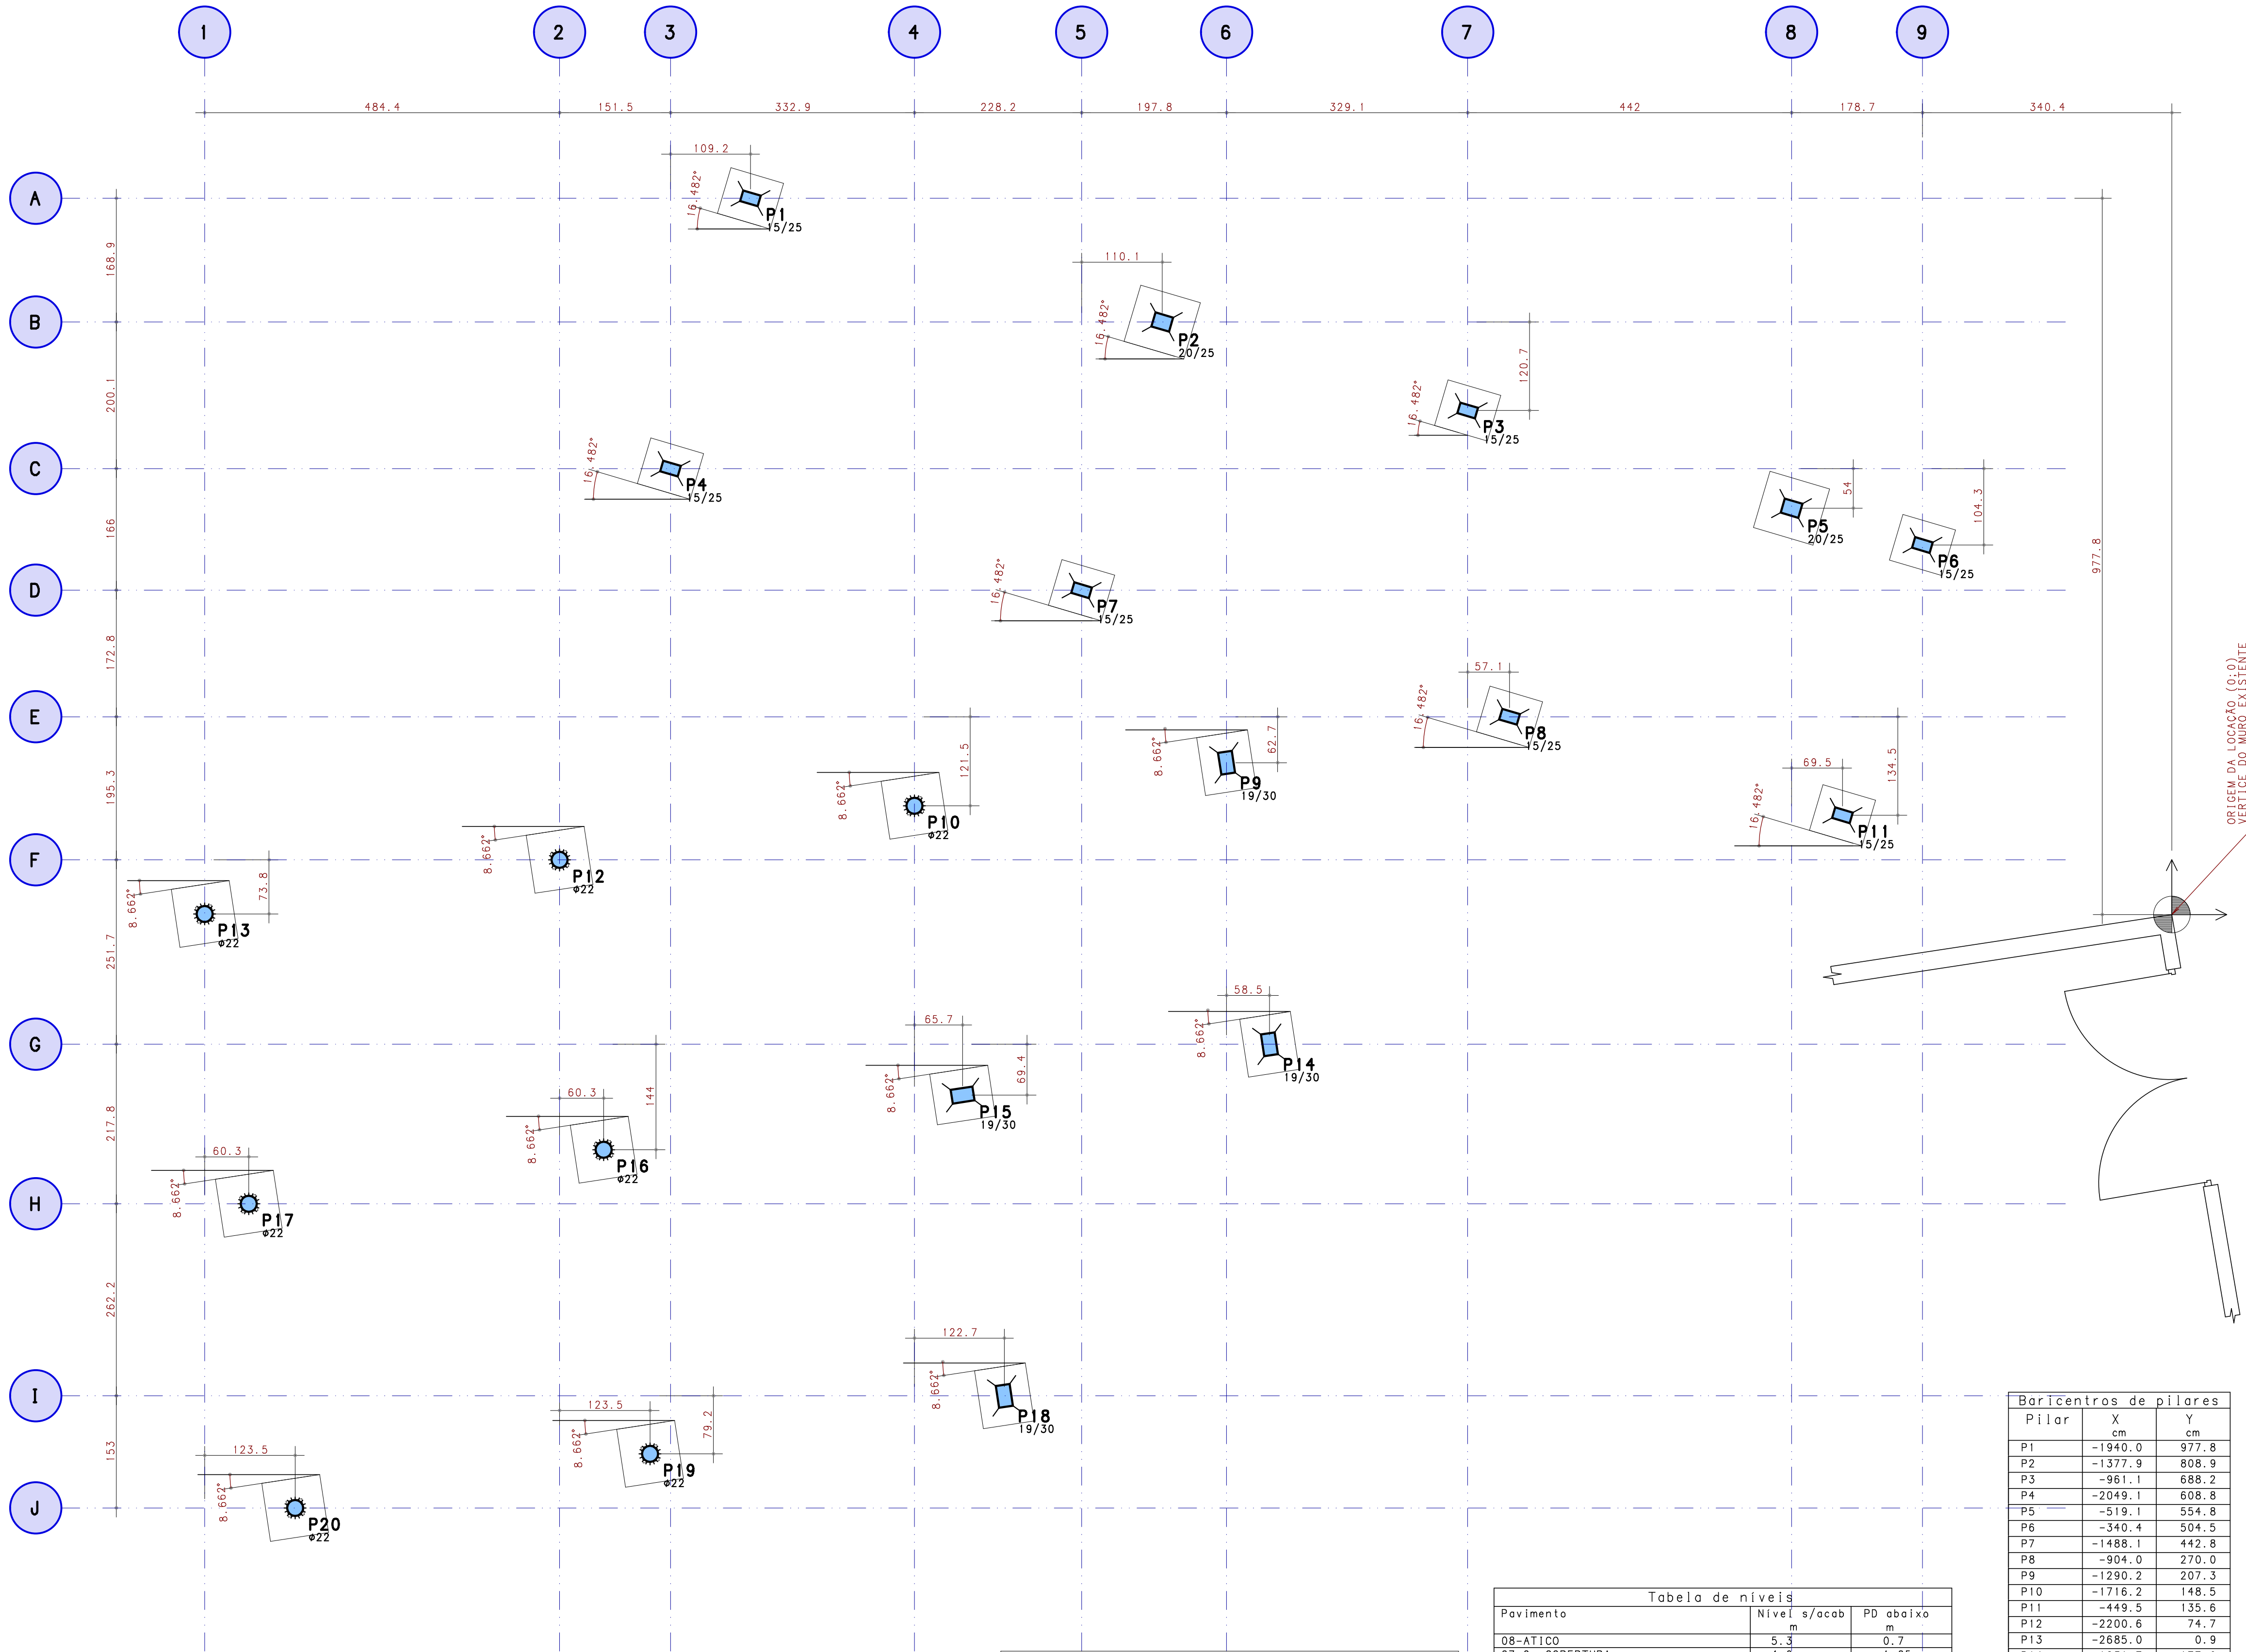 1 2 3 4 5 6 7 8 9
484.4 151.5 332.9 228.2 197.8 329.1 442 178.7 340.4
A
B
C
D
E
F
G
H
I
J
168.9
200.1
166
172.8
195.3
251.7
217.8
262.2
153
977.8
109.2
16.482°
P1
15/25
110.1
16.482°
P2
20/25
120.7
16.482°
P3
15/25
16.482°
P4
15/25
54
P5
20/25
104.3
P6
15/25
16.482°
P7
15/25
57.1
16.482°
P8
15/25
62.7
8.662°
P9
19/30
121.5
8.662°
P10
φ22
69.5
134.5
16.482°
P11
15/25
8.662°
P12
φ22
73.8
8.662°
P13
φ22
58.5
8.662°
P14
19/30
65.7
69.4
8.662°
P15
19/30
60.3
144
8.662°
P16
φ22
60.3
8.662°
P17
φ22
122.7
8.662°
P18
19/30
123.5
79.2
8.662°
P19
φ22
123.5
8.662°
P20
φ22
ORIGEM DA LOCAÇÃO (0;0)
VERTICE DO MURO EXISTENTE
Baricentros de pilares
Pilar X Y
cm cm
P1 -1940.0 977.8
P2 -1377.9 808.9
P3 -961.1 688.2
P4 -2049.1 608.8
P5 -519.1 554.8
P6 -340.4 504.5
P7 -1488.1 442.8
P8 -904.0 270.0
P9 -1290.2 207.3
P10 -1716.2 148.5
P11 -449.5 135.6
P12 -2200.6 74.7
P13 -2685.0 0.9
Tabela de níveis
Pavimento Nível s/acab PD abaixo
m m
08-ATICO 5.3 0.7